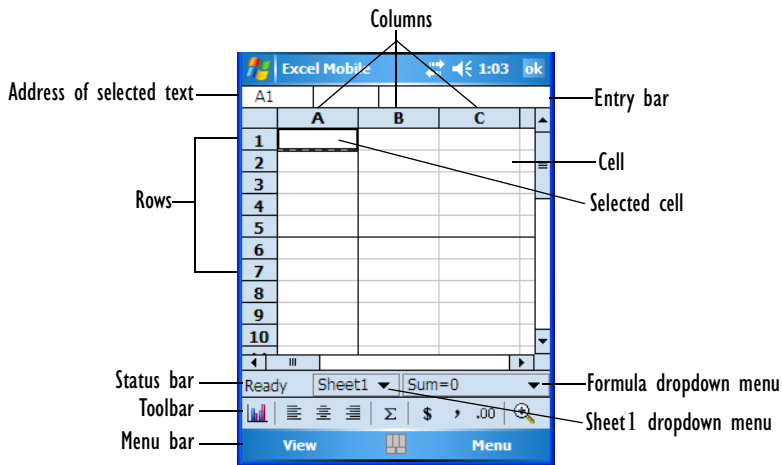 Columns
Excel Mobile 1:03 ok
Address of selected text
A1
Entry bar
A B C
1
2
Cell
3
Rows
4
Selected cell
5
6
7
8
9
10
Status bar
Ready Sheet1 Sum=0
Formula dropdown menu
Toolbar
Σ $ , .00
Sheet1 dropdown menu
Menu bar
View Menu